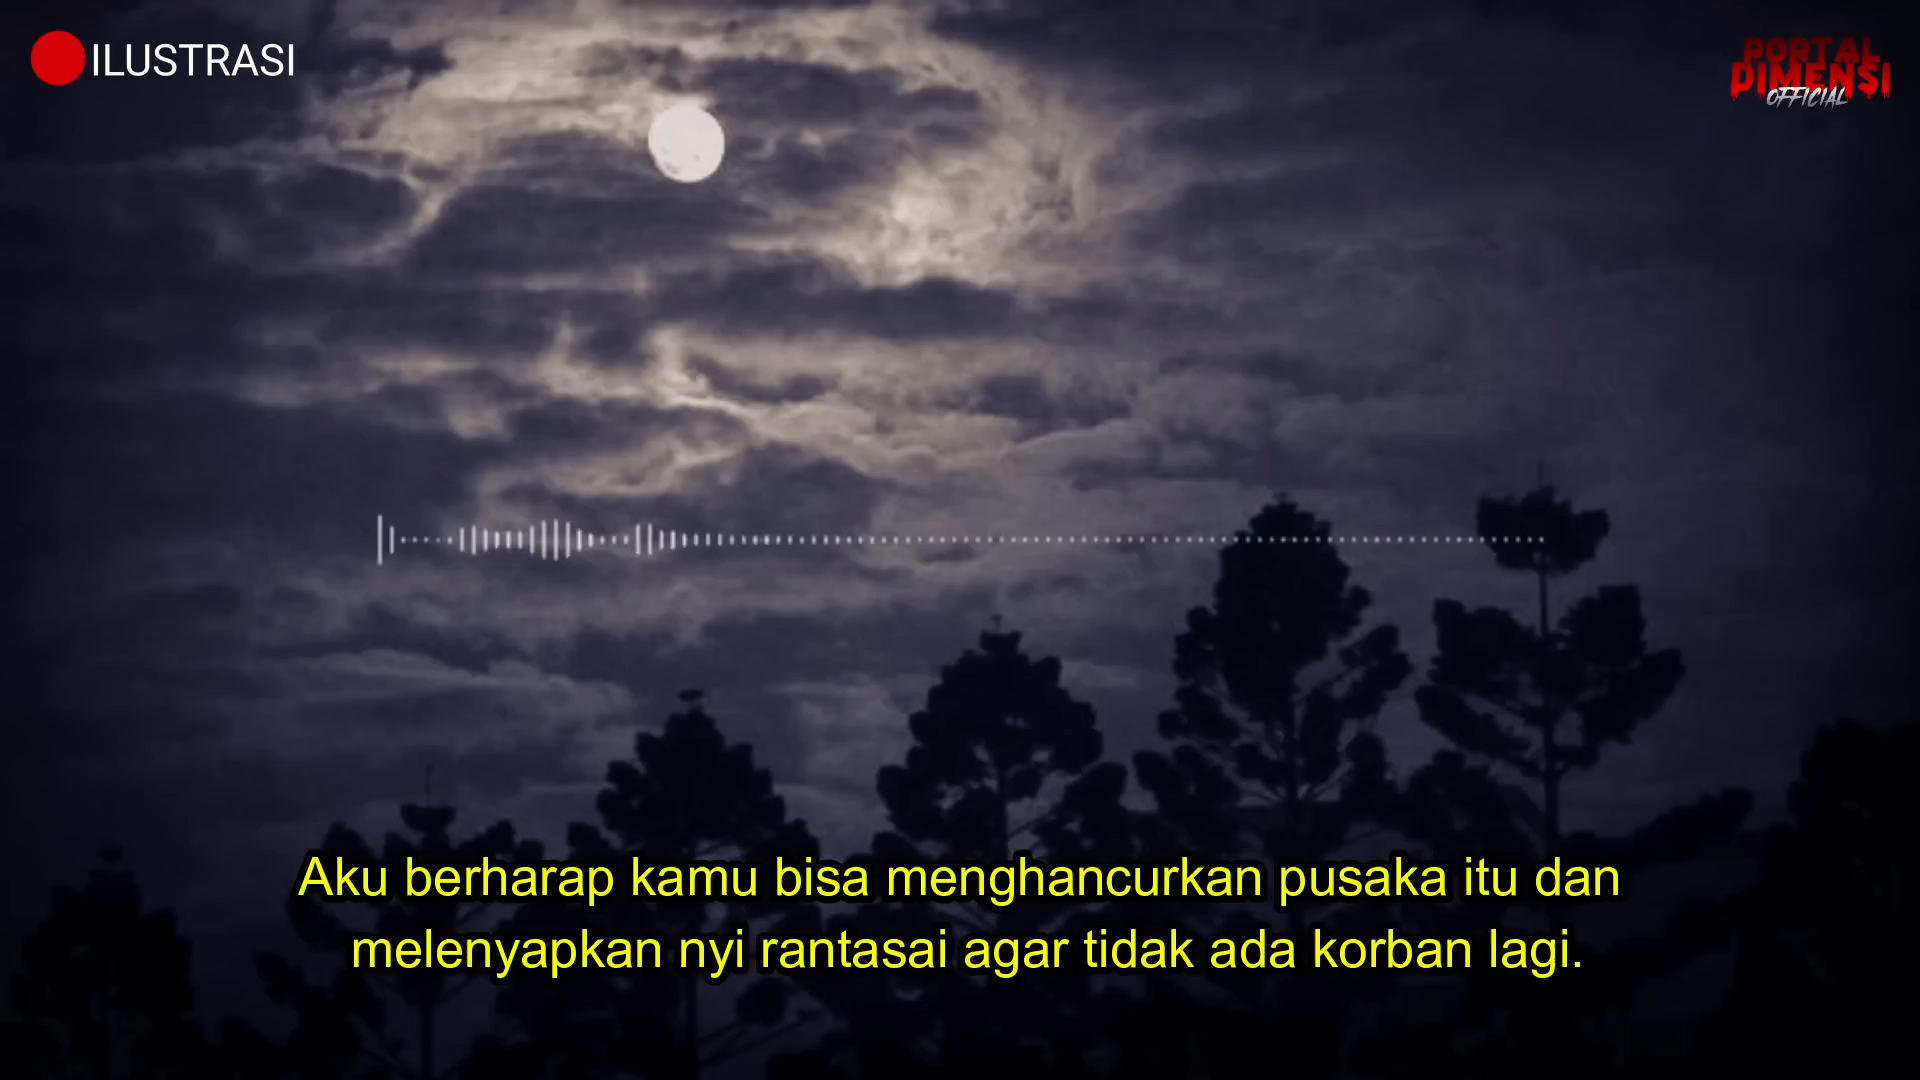 ILUSTRASI
PORTAL
DIMENSI
OFFICIAL
Aku berharap kamu bisa menghancurkan pusaka itu dan
melenyapkan nyi rantasai agar tidak ada korban lagi.